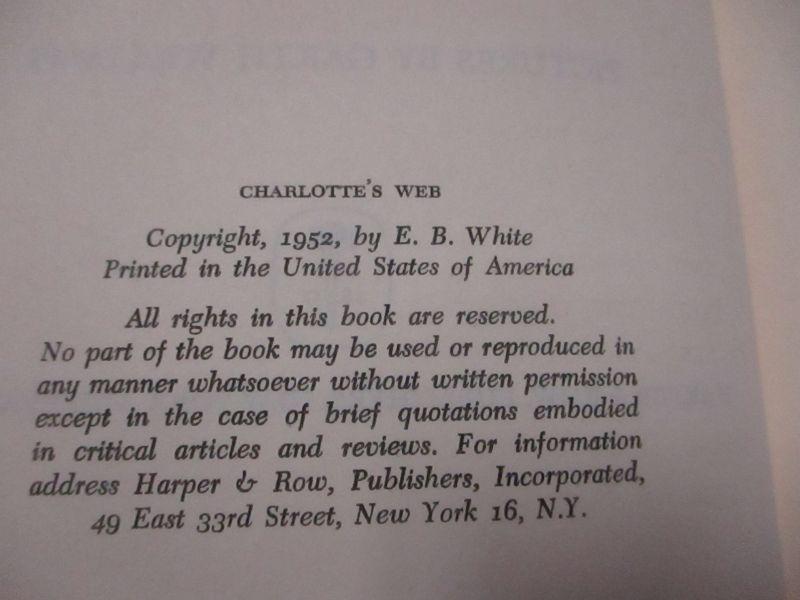 CHARLOTTE'S WEB
Copyright, 1952, by E. B. White
Printed in the United States of America
All rights in this book are reserved.
No part of the book may be used or reproduced in
any manner whatsoever without written permission
except in the case of brief quotations embodied
in critical articles and reviews. For information
address Harper & Row, Publishers, Incorporated,
49 East 33rd Street, New York 16, N.Y.